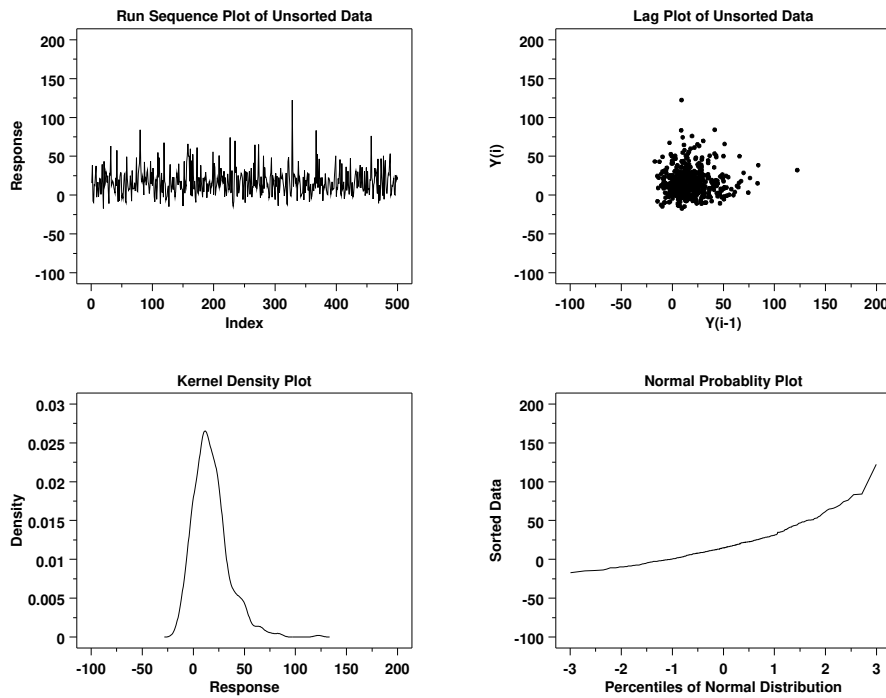 Run Sequence Plot of Unsorted Data
200
150
100
50
0
-50
-100
Response
0 100 200 300 400 500
Index
Lag Plot of Unsorted Data
200
150
100
50
0
-50
-100
Y(i)
-100 -50 0 50 100 150 200
Y(i-1)
Kernel Density Plot
0.03
0.025
0.02
0.015
0.01
0.005
0
Density
-100 -50 0 50 100 150 200
Response
Normal Probablity Plot
200
150
100
50
0
-50
-100
Sorted Data
-3 -2 -1 0 1 2 3
Percentiles of Normal Distribution